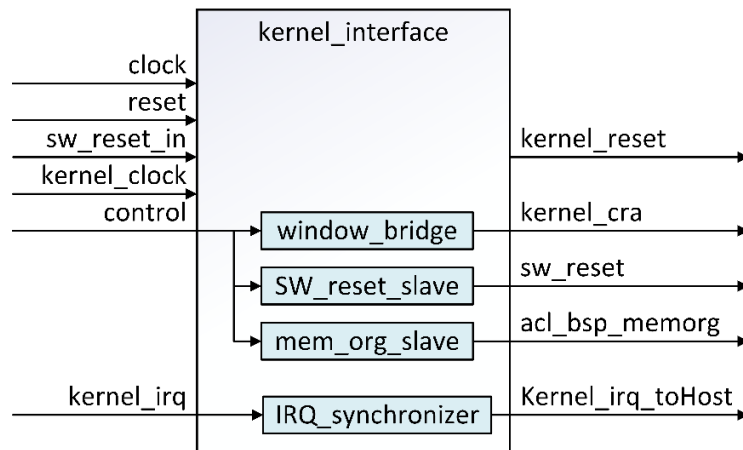 kernel_interface
clock
reset
sw_reset_in
kernel_reset
kernel_clock
control
window_bridge
kernel_cra
SW_reset_slave
sw_reset
mem_org_slave
acl_bsp_memorg
kernel_irq
IRQ_synchronizer
Kernel_irq_toHost